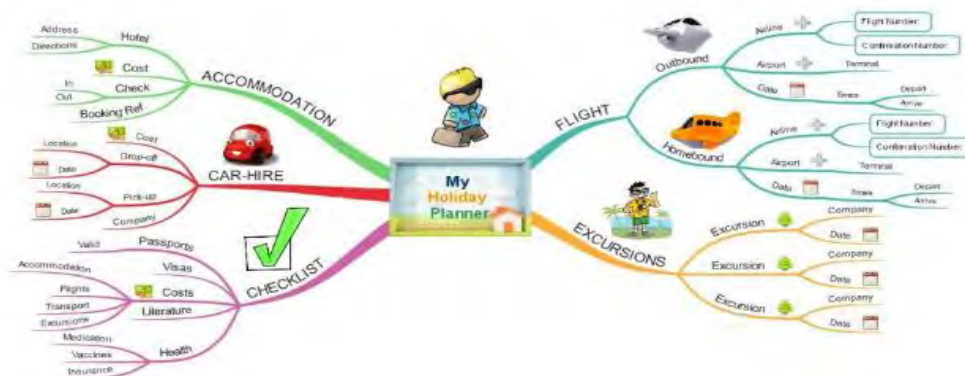 My
Holiday
Planner
FLIGHT
Outbound
Airline
Flight Number
Confirmation Number
Airport
Terminal
Date
Times
Depart
Arrive
Homebound
Airline
Flight Number
Confirmation Number
Airport
Terminal
Date
Times
Depart
Arrive
EXCURSIONS
Excursion
Company
Date
Excursion
Company
Date
Excursion
Company
Date
ACCOMMODATION
Hotel
Address
Directions
Cost
Check
In
Out
Booking Ref
CAR-HIRE
Cost
Drop-off
Location
Date
Pick-up
Location
Date
Company
CHECKLIST
Passports
Valid
Visas
Costs
Accommodation
Flights
Transport
Excursions
Literature
Health
Medication
Vaccines
Insurance